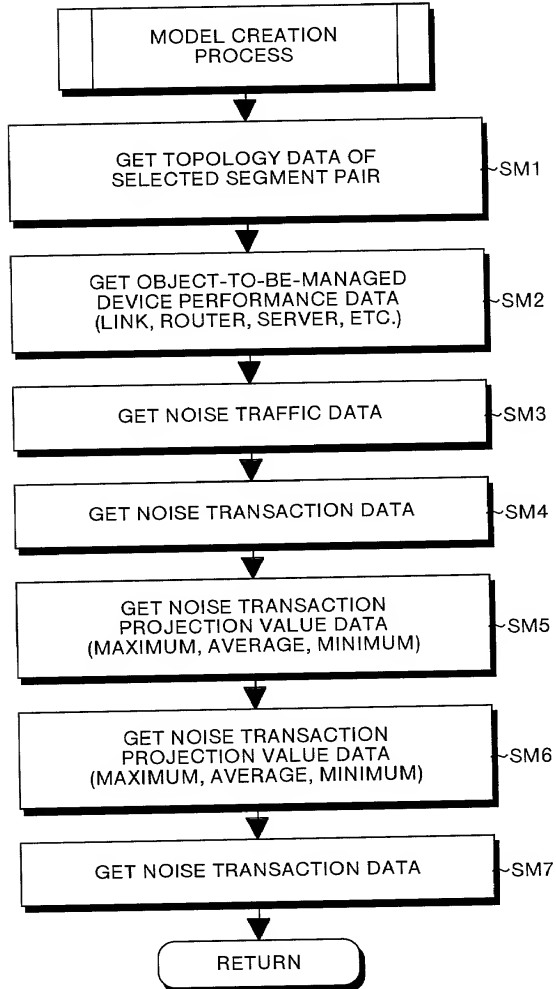 MODEL CREATION
PROCESS
GET TOPOLOGY DATA OF
SELECTED SEGMENT PAIR
SM1
GET OBJECT-TO-BE-MANAGED
DEVICE PERFORMANCE DATA
(LINK, ROUTER, SERVER, ETC.)
SM2
GET NOISE TRAFFIC DATA
SM3
GET NOISE TRANSACTION DATA
SM4
GET NOISE TRANSACTION
PROJECTION VALUE DATA
(MAXIMUM, AVERAGE, MINIMUM)
SM5
GET NOISE TRANSACTION
PROJECTION VALUE DATA
(MAXIMUM, AVERAGE, MINIMUM)
SM6
GET NOISE TRANSACTION DATA
SM7
RETURN